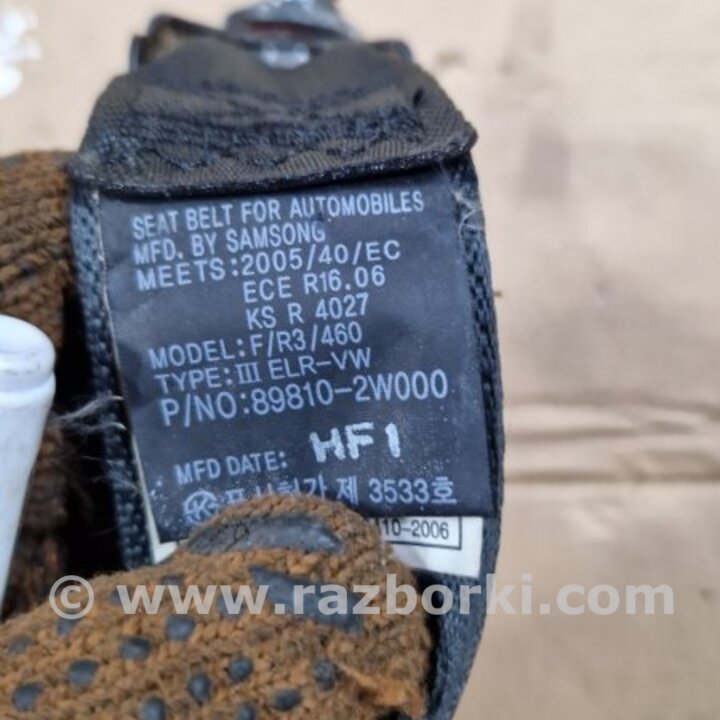 SEAT BELT FOR AUTOMOBILES
MFD. BY SAMSONG
MEETS:2005/40/EC
ECE R16.06
KS R 4027
MODEL:F/R3/460
TYPE:III ELR-VW
P/NO:89810-2W000
MFD DATE: HF1
제 3533호
10-2006
© www.razborki.com